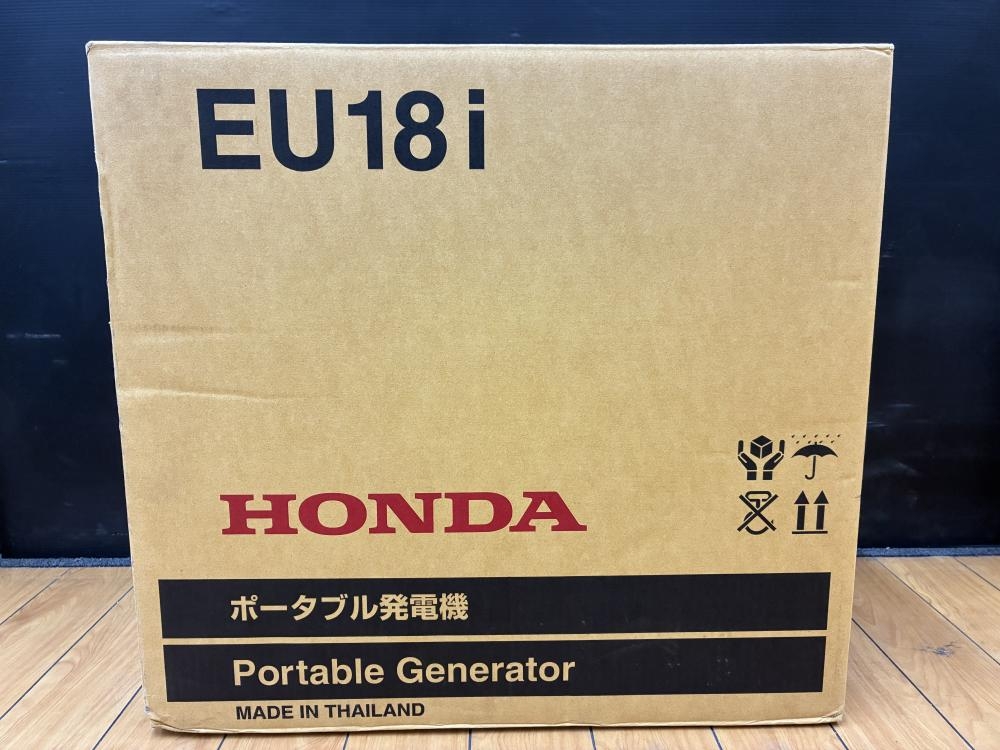 EU18i
HONDA
ポータブル発電機
Portable Generator
MADE IN THAILAND